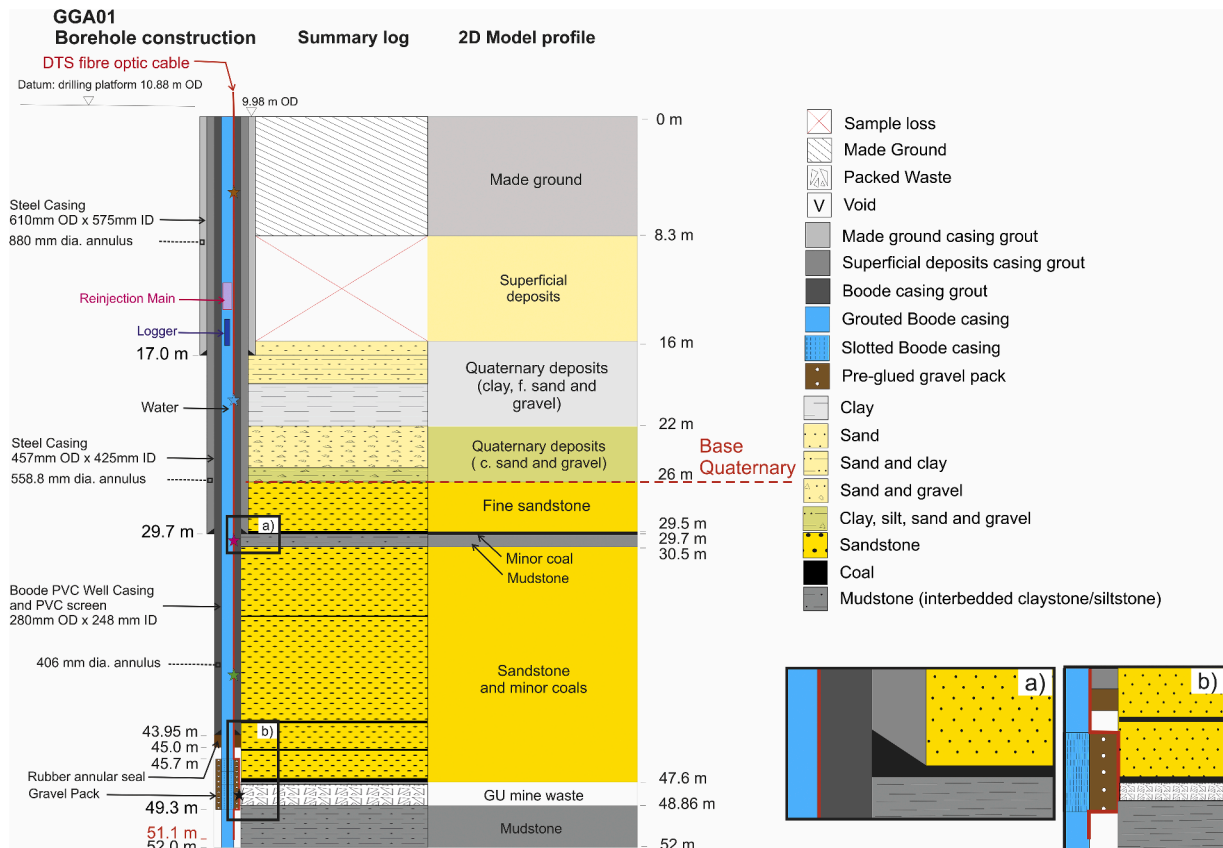 GGA01
Borehole construction
Summary log
2D Model profile
DTS fibre optic cable
Datum: drilling platform 10.88 m OD
9.98 m OD
0 m
Made ground
Steel Casing
610mm OD x 575mm ID
880 mm dia. annulus
8.3 m
Superficial
deposits
Reinjection Main
Logger
17.0 m
16 m
Quaternary deposits
(clay, f. sand and
gravel)
Water
22 m
Steel Casing
457mm OD x 425mm ID
558.8 mm dia. annulus
Quaternary deposits
( c. sand and gravel)
Base
Quaternary
26 m
Fine sandstone
a)
29.7 m
29.5 m
29.7 m
30.5 m
Minor coal
Mudstone
Boode PVC Well Casing
and PVC screen
280mm OD x 248 mm ID
406 mm dia. annulus
Sandstone
and minor coals
43.95 m
45.0 m
45.7 m
b)
Rubber annular seal
Gravel Pack
49.3 m
51.1 m
52.0 m
47.6 m
GU mine waste
48.86 m
Mudstone
52 m
Sample loss
Made Ground
Packed Waste
V
Void
Made ground casing grout
Superficial deposits casing grout
Boode casing grout
Grouted Boode casing
Slotted Boode casing
Pre-glued gravel pack
Clay
Sand
Sand and clay
Sand and gravel
Clay, silt, sand and gravel
Sandstone
Coal
Mudstone (interbedded claystone/siltstone)
a)
b)